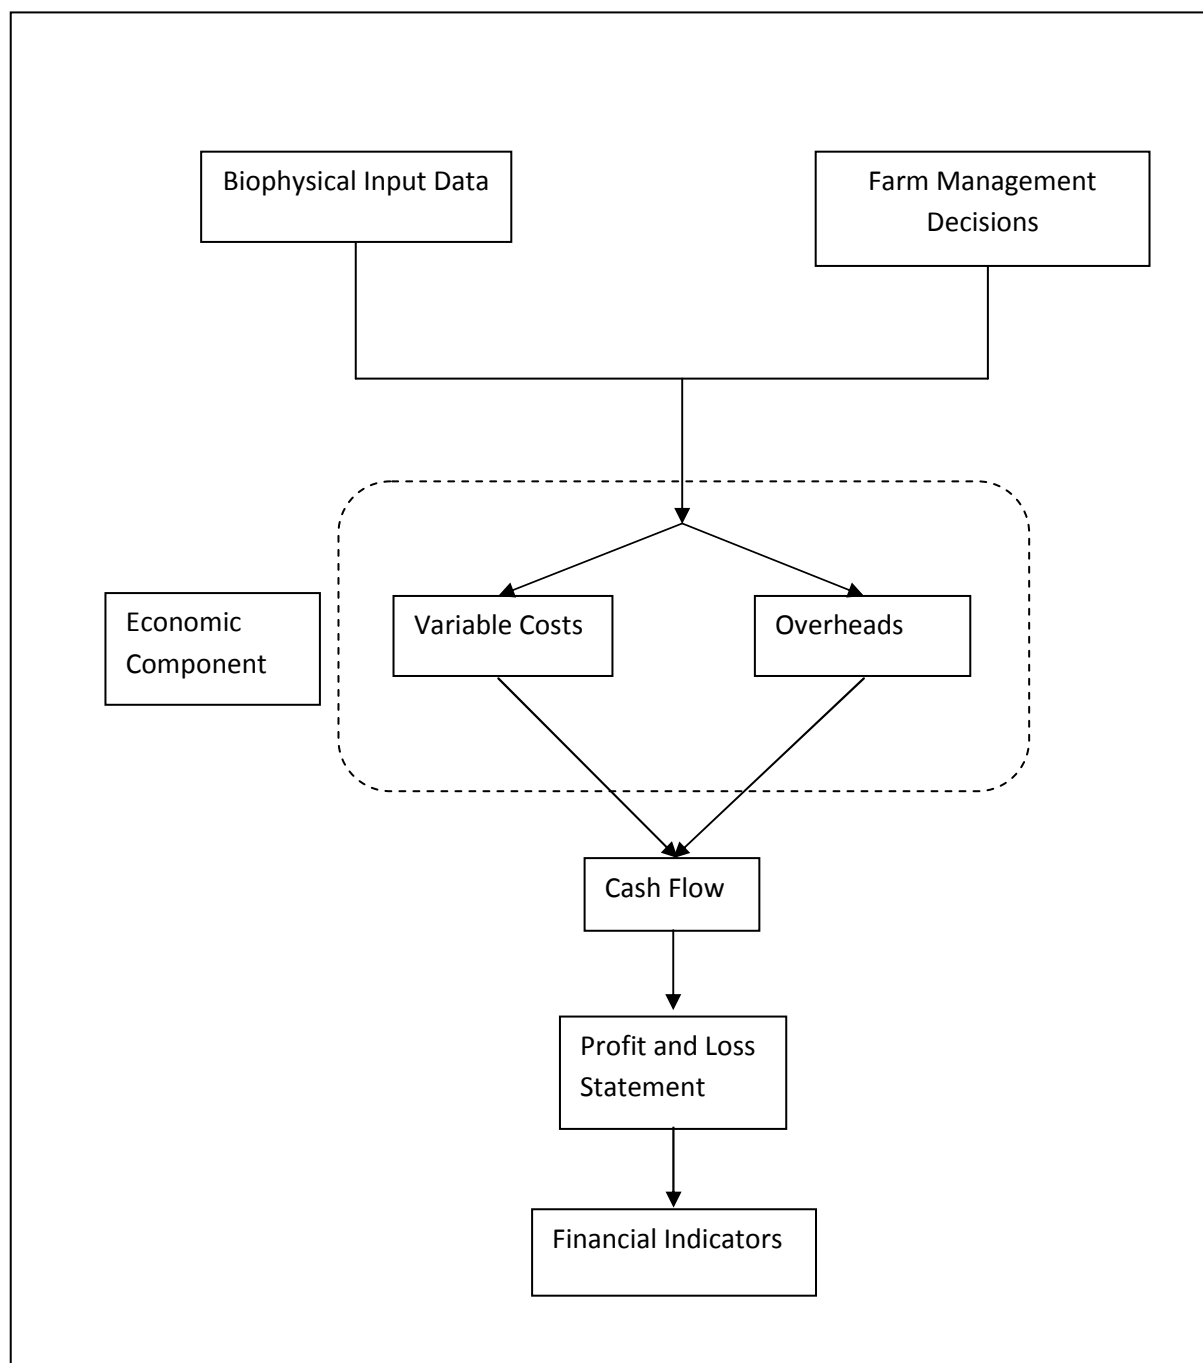 Biophysical Input Data
Farm Management
Decisions
Economic
Component
Variable Costs
Overheads
Cash Flow
Profit and Loss
Statement
Financial Indicators